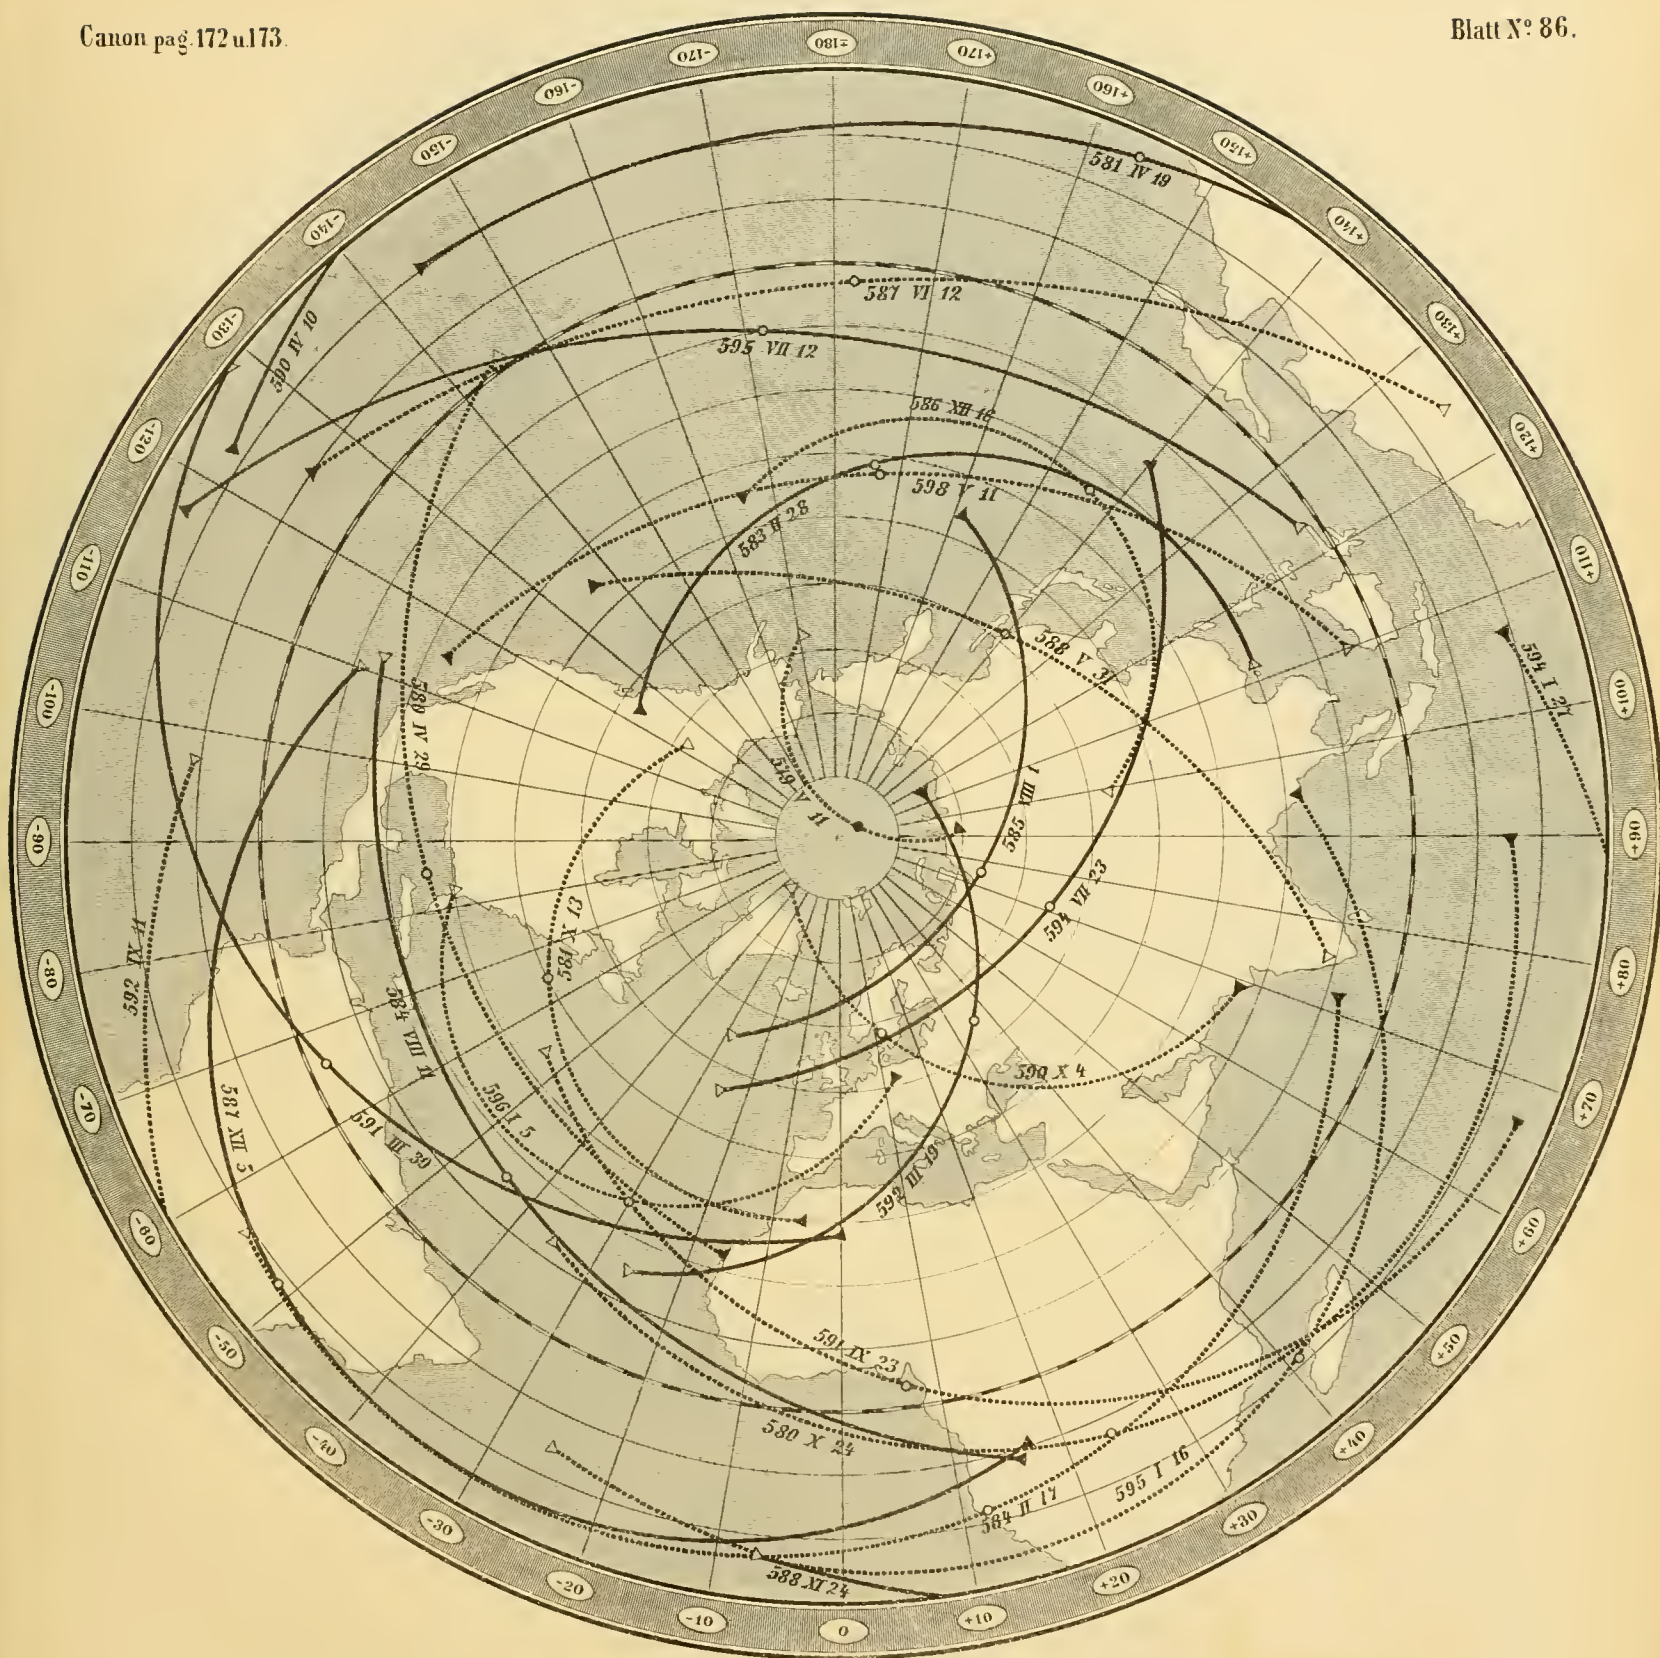 Canon pag. 172 u. 173.
Blatt Nº 86.
±180
+170
+160
+150
+140
+130
+120
+110
+100
+90
+80
+70
+60
+50
+40
+30
+20
+10
0
-10
-20
-30
-40
-50
-60
-70
-80
-90
-100
-110
-120
-130
-140
-150
-160
-170
581 IV 19
590 IV 10
587 VI 12
595 VII 12
586 XII 16
598 V 11
583 II 28
588 V 31
594 I 27
580 IV 29
579 V 11
585 VIII 1
594 VII 23
581 X 13
592 IX 11
584 VIII 11
590 X 4
596 I 5
587 XII 5
591 III 30
592 III 19
591 IX 23
580 X 24
595 I 16
584 II 17
588 XI 24